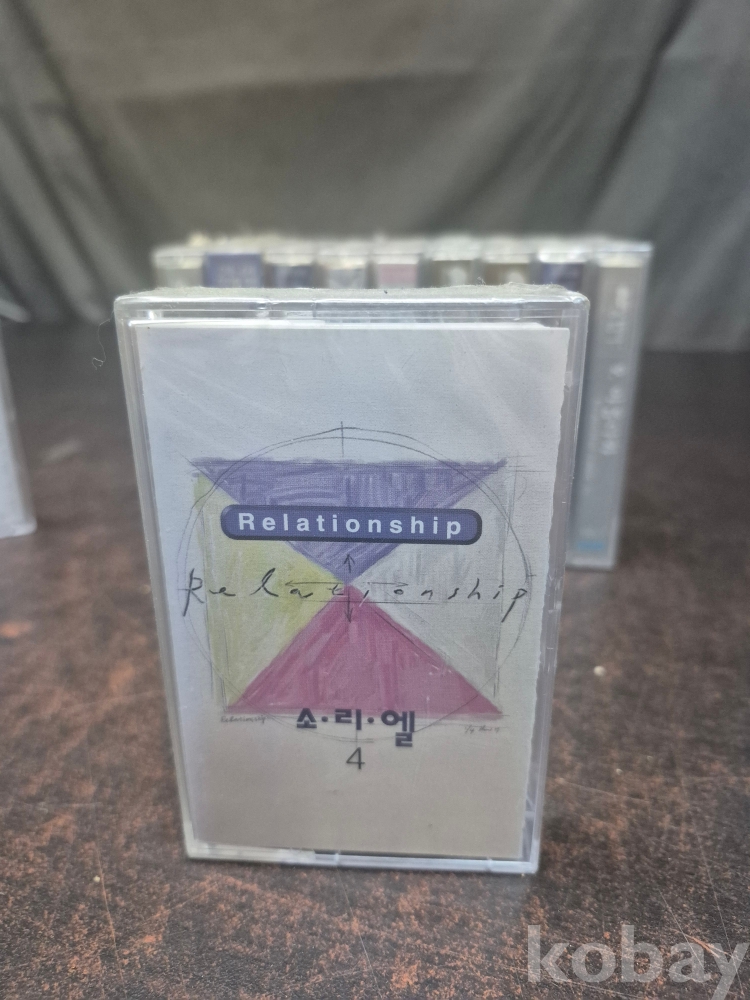 Relationship
Relationship
소·리·엘
4
kobay